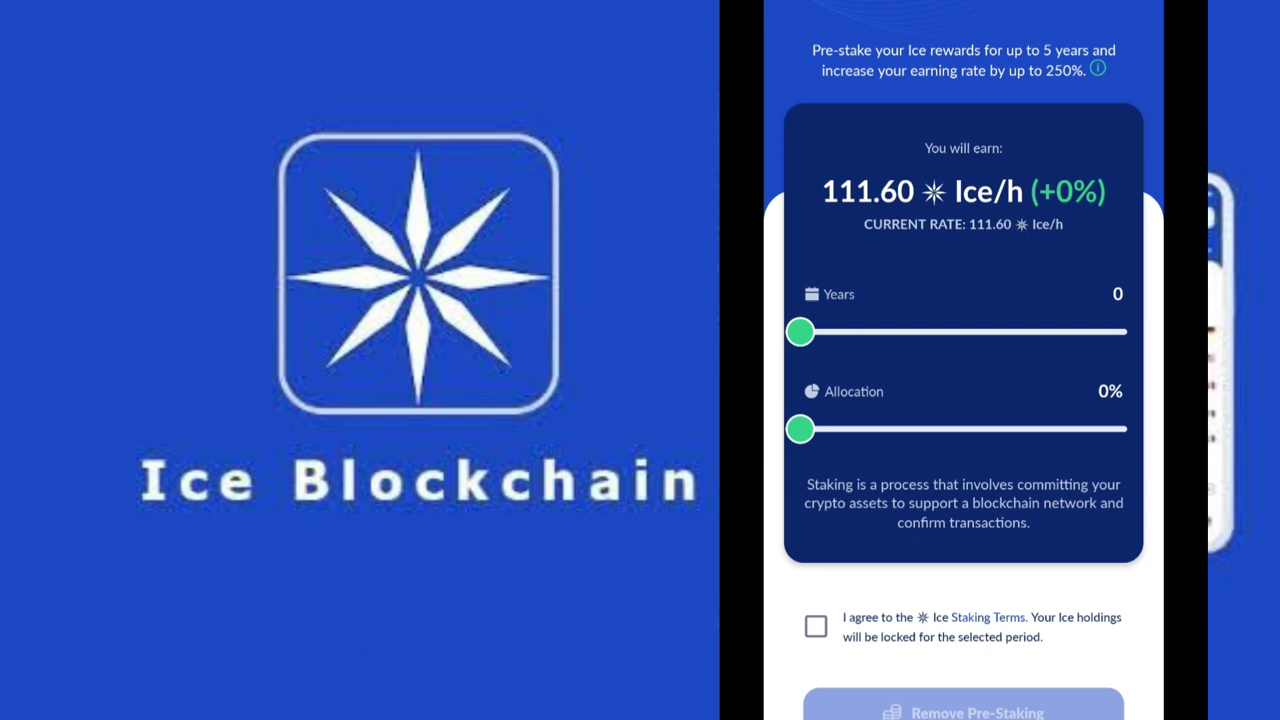 Ice Blockchain
Pre-stake your Ice rewards for up to 5 years and
increase your earning rate by up to 250%.
You will earn:
111.60 Ice/h (+0%)
CURRENT RATE: 111.60 Ice/h
Years 0
Allocation 0%
Staking is a process that involves committing your
crypto assets to support a blockchain network and
confirm transactions.
I agree to the Ice Staking Terms. Your Ice holdings
will be locked for the selected period.
Remove Pre-Staking